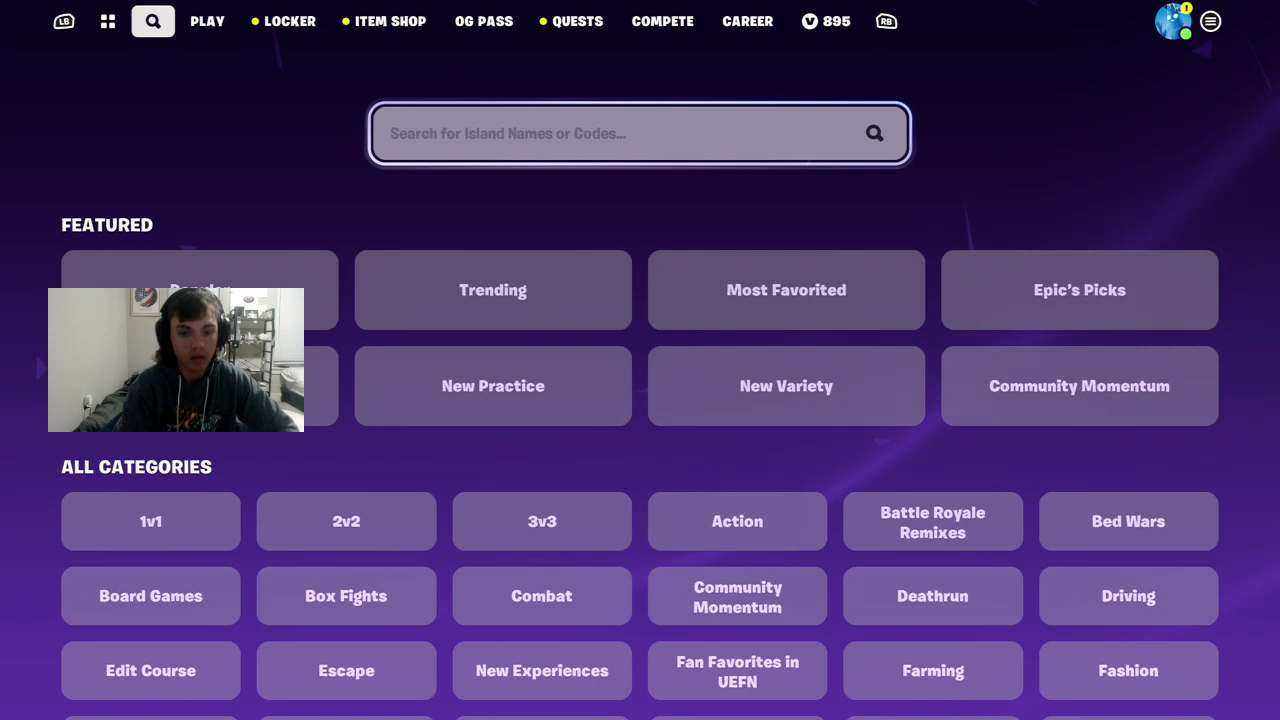 LB
PLAY
LOCKER
ITEM SHOP
OG PASS
QUESTS
COMPETE
CAREER
V 895
RB
!
Search for Island Names or Codes...
FEATURED
Trending
Most Favorited
Epic's Picks
New Practice
New Variety
Community Momentum
ALL CATEGORIES
1v1
2v2
3v3
Action
Battle Royale
Remixes
Bed Wars
Board Games
Box Fights
Combat
Community
Momentum
Deathrun
Driving
Edit Course
Escape
New Experiences
Fan Favorites in
UEFN
Farming
Fashion